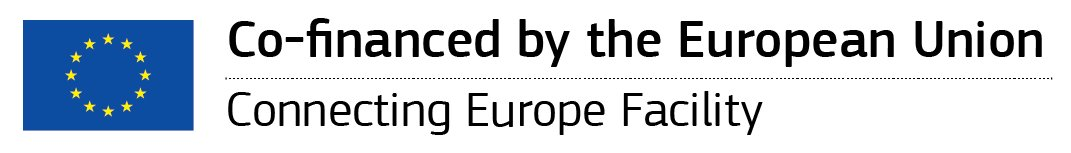 Co-financed by the European Union
Connecting Europe Facility